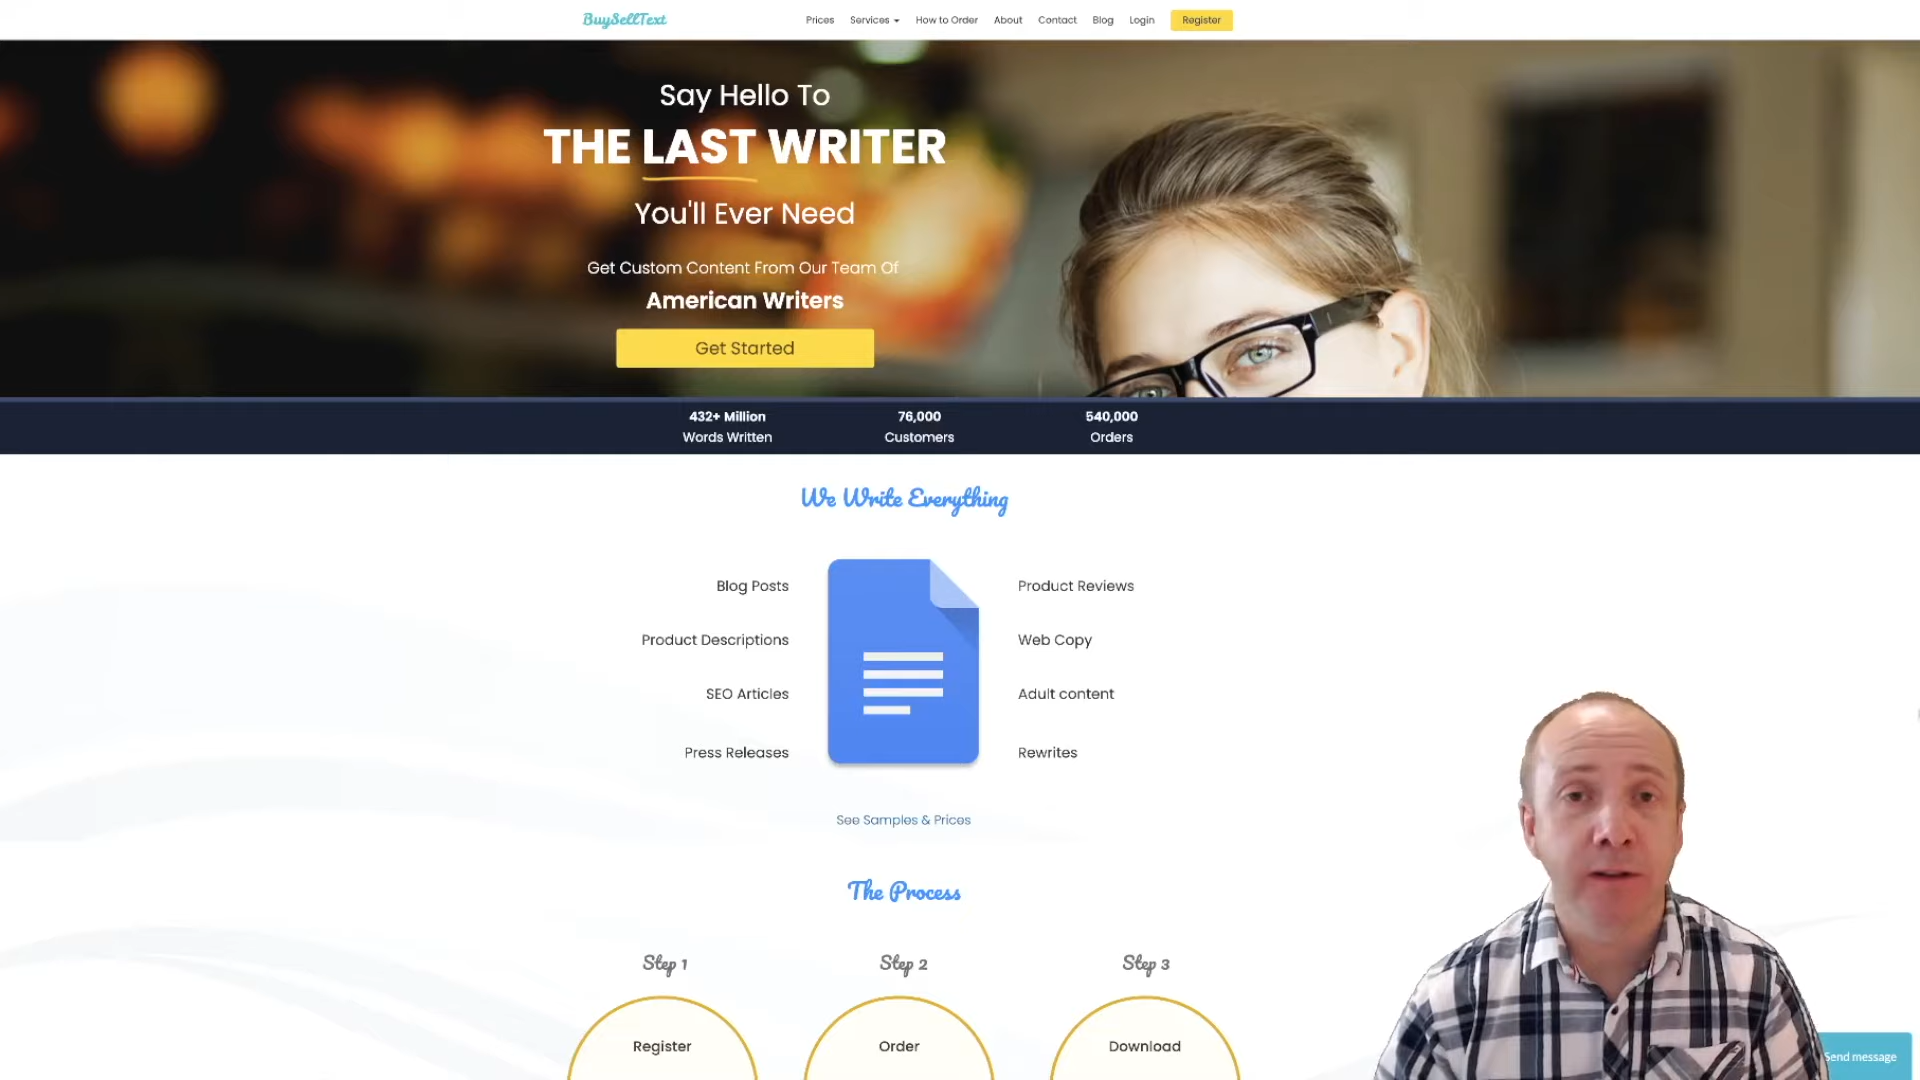 BuySellText
Prices
Services
How to Order
About
Contact
Blog
Login
Register
Say Hello To
THE LAST WRITER
You'll Ever Need
Get Custom Content From Our Team Of
American Writers
Get Started
432+ Million
Words Written
76,000
Customers
540,000
Orders
We Write Everything
Blog Posts
Product Descriptions
SEO Articles
Press Releases
Product Reviews
Web Copy
Adult content
Rewrites
See Samples & Prices
The Process
Step 1
Step 2
Step 3
Register
Order
Download
Send message